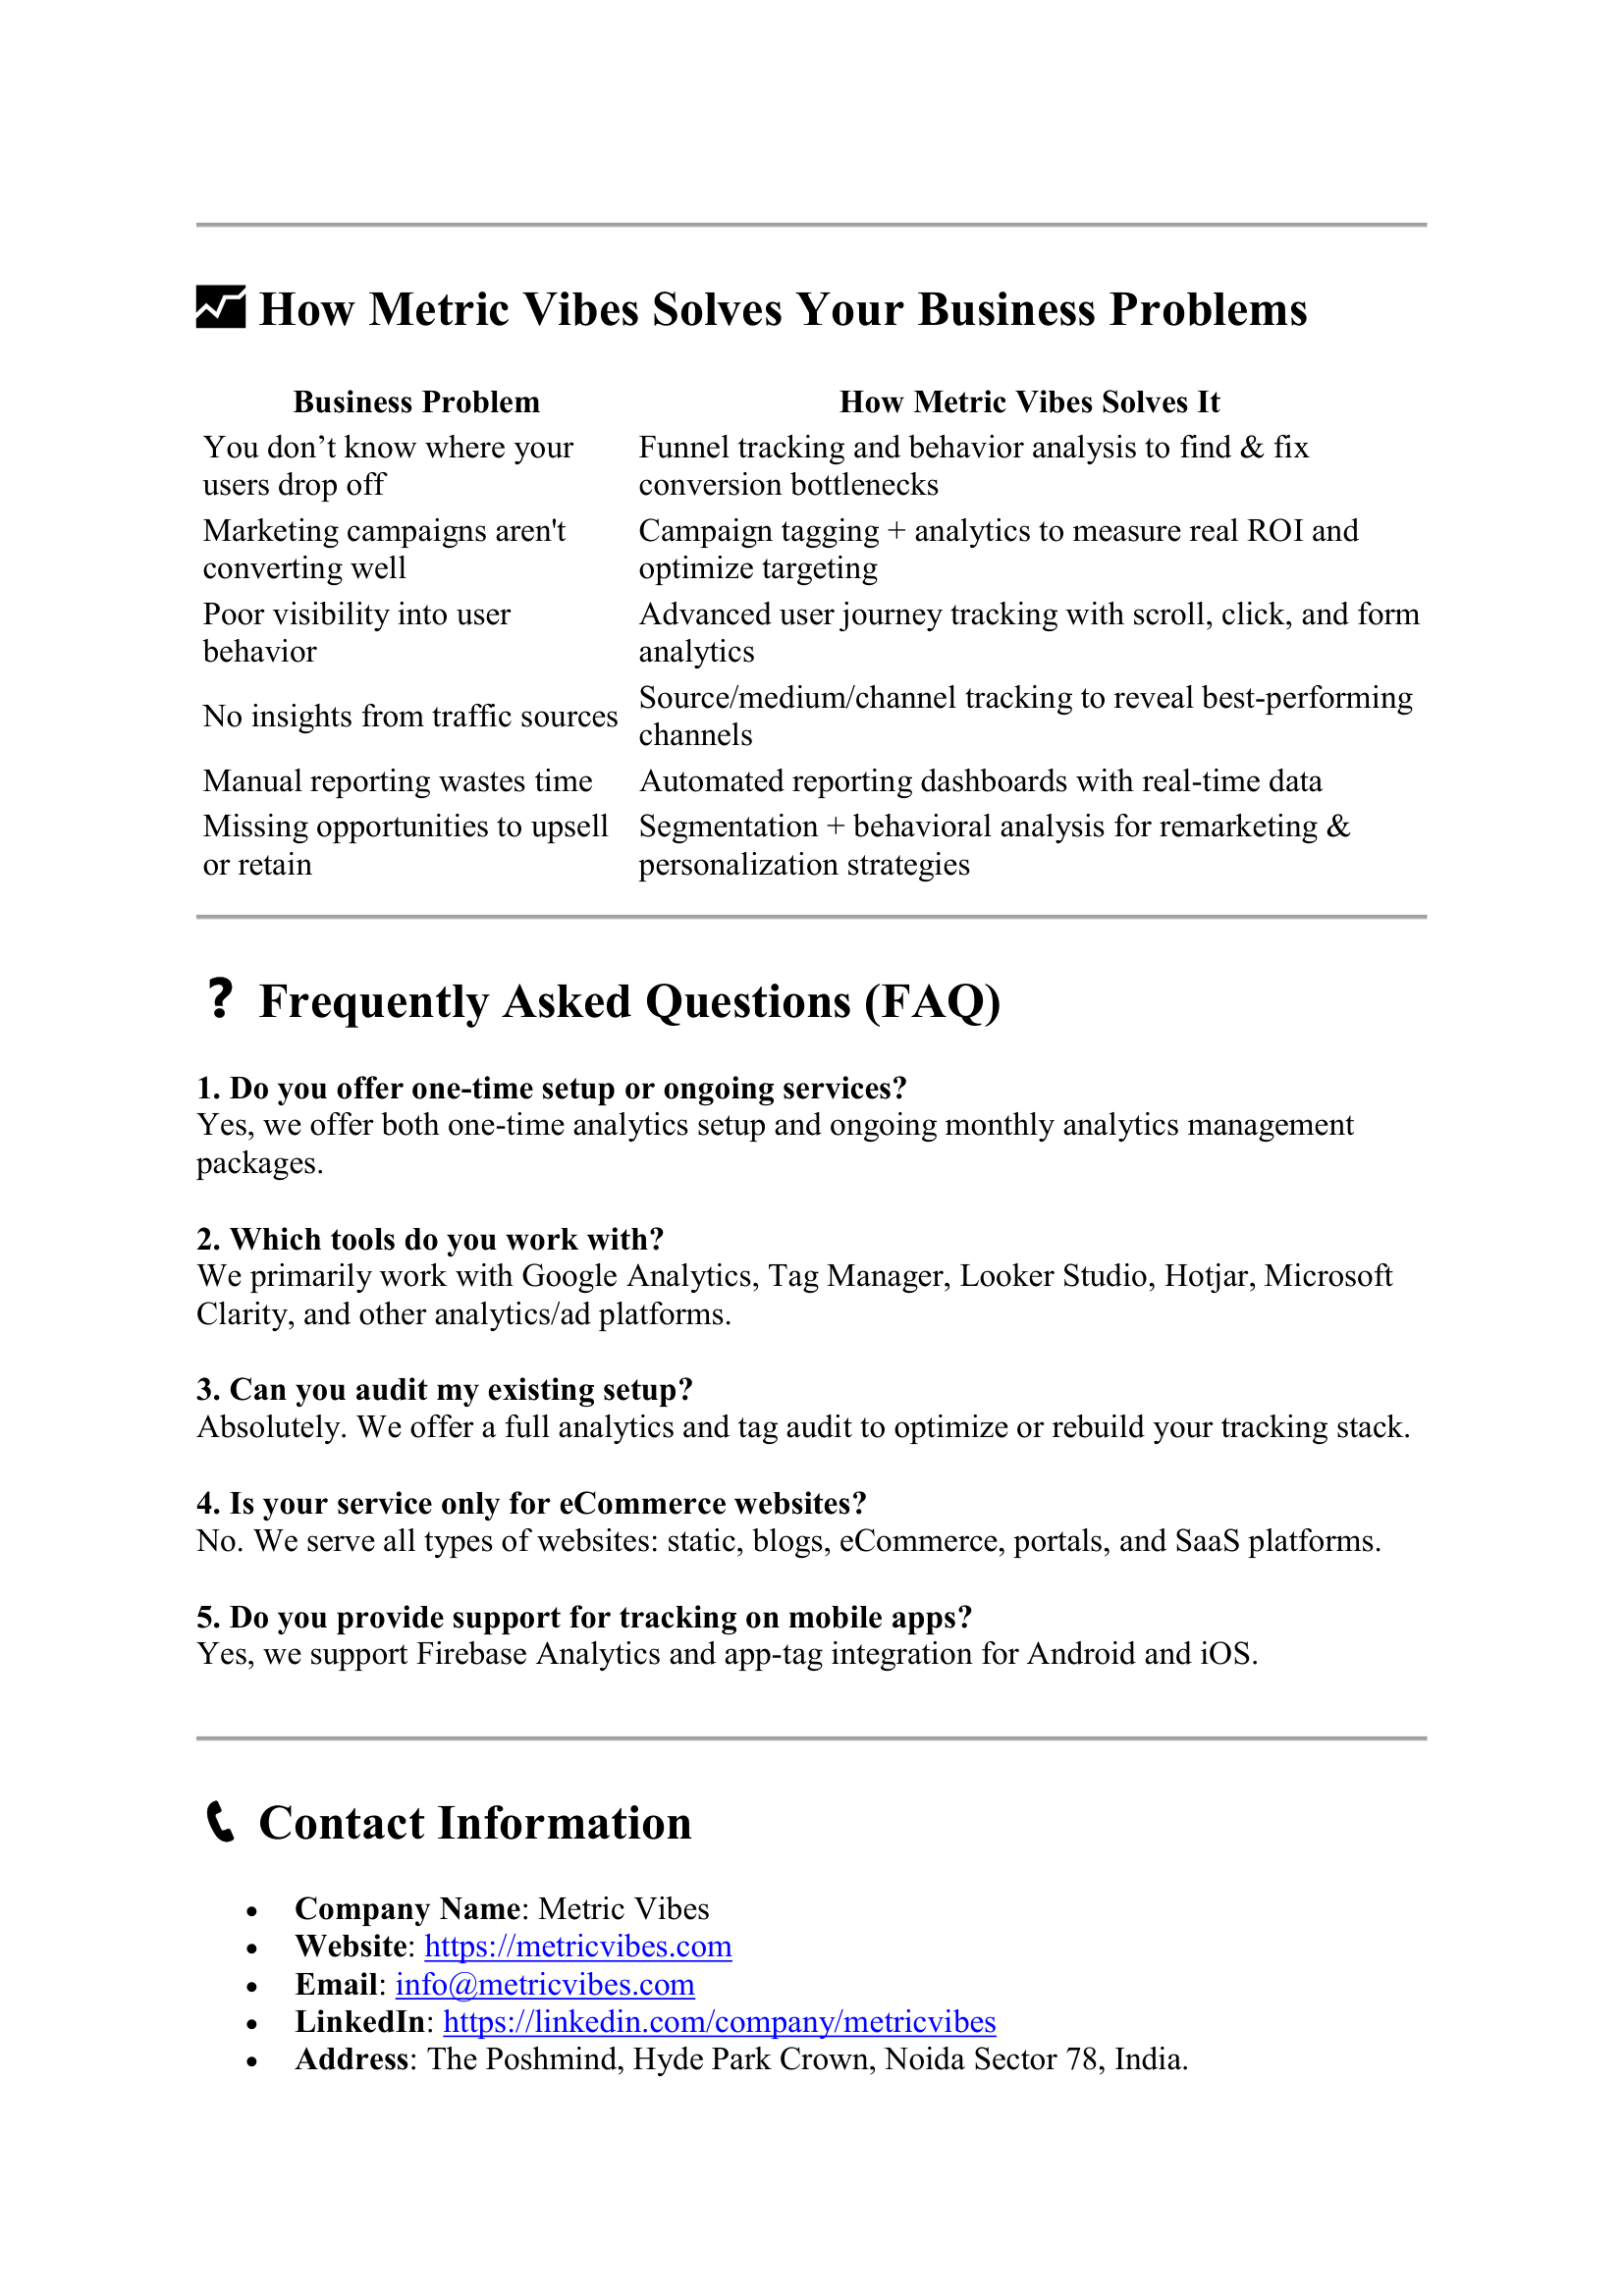 How Metric Vibes Solves Your Business Problems
Business Problem How Metric Vibes Solves It
You don’t know where your users drop off Funnel tracking and behavior analysis to find & fix conversion bottlenecks
Marketing campaigns aren't converting well Campaign tagging + analytics to measure real ROI and optimize targeting
Poor visibility into user behavior Advanced user journey tracking with scroll, click, and form analytics
No insights from traffic sources Source/medium/channel tracking to reveal best-performing channels
Manual reporting wastes time Automated reporting dashboards with real-time data
Missing opportunities to upsell or retain Segmentation + behavioral analysis for remarketing & personalization strategies
? Frequently Asked Questions (FAQ)
1. Do you offer one-time setup or ongoing services?
Yes, we offer both one-time analytics setup and ongoing monthly analytics management
packages.
2. Which tools do you work with?
We primarily work with Google Analytics, Tag Manager, Looker Studio, Hotjar, Microsoft
Clarity, and other analytics/ad platforms.
3. Can you audit my existing setup?
Absolutely. We offer a full analytics and tag audit to optimize or rebuild your tracking stack.
4. Is your service only for eCommerce websites?
No. We serve all types of websites: static, blogs, eCommerce, portals, and SaaS platforms.
5. Do you provide support for tracking on mobile apps?
Yes, we support Firebase Analytics and app-tag integration for Android and iOS.
Contact Information
• Company Name: Metric Vibes
• Website: https://metricvibes.com
• Email: info@metricvibes.com
• LinkedIn: https://linkedin.com/company/metricvibes
• Address: The Poshmind, Hyde Park Crown, Noida Sector 78, India.